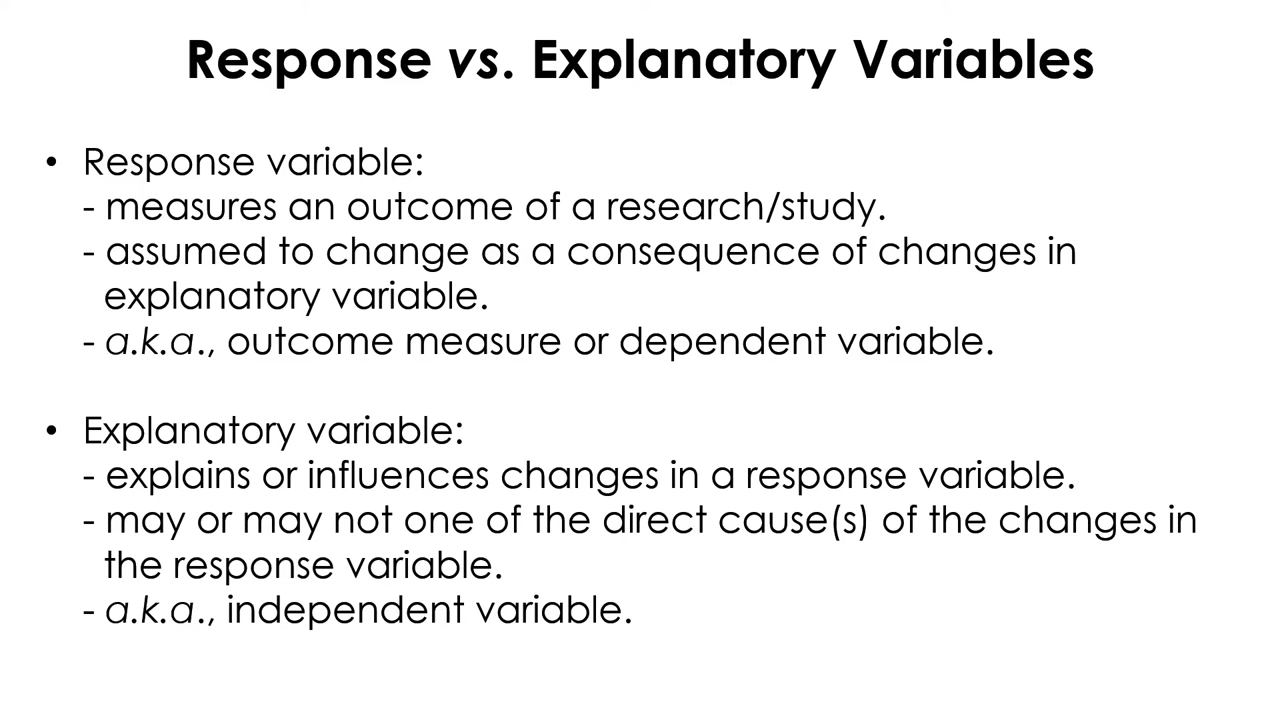 Response vs. Explanatory Variables
• Response variable:
- measures an outcome of a research/study.
- assumed to change as a consequence of changes in
explanatory variable.
- a.k.a., outcome measure or dependent variable.
• Explanatory variable:
- explains or influences changes in a response variable.
- may or may not one of the direct cause(s) of the changes in
the response variable.
- a.k.a., independent variable.